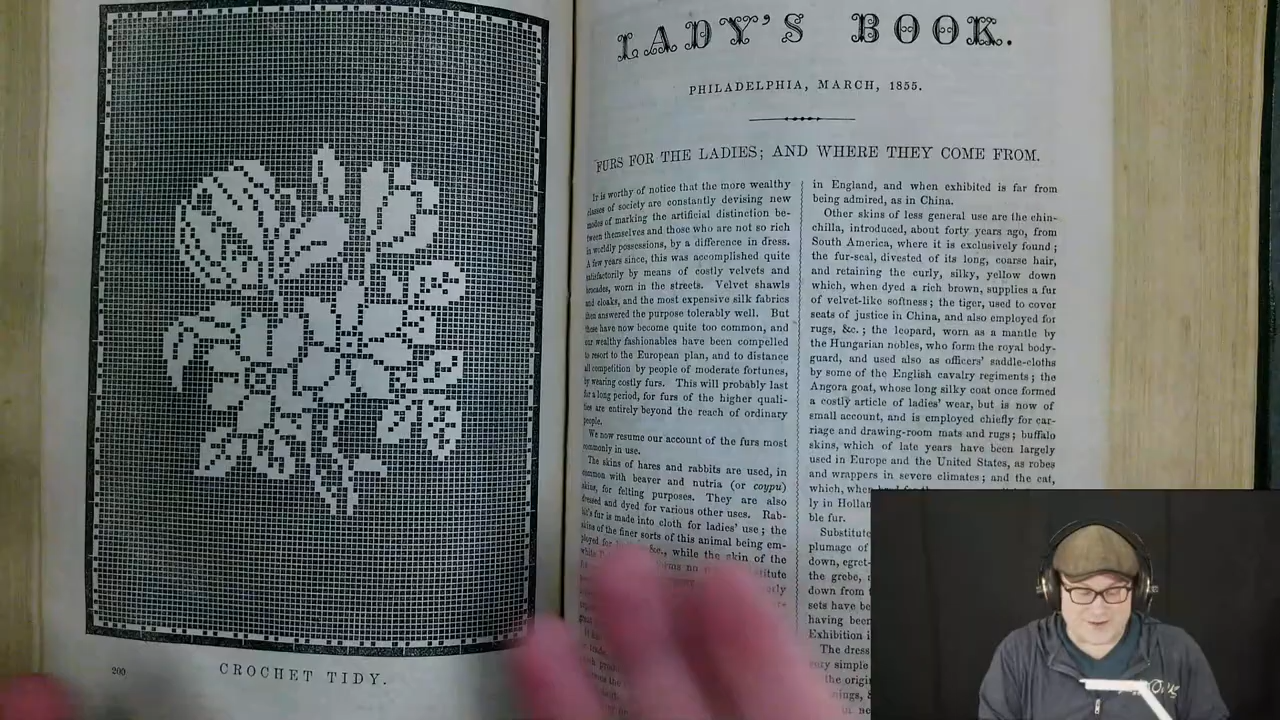 200
CROCHET TIDY.
LADY'S BOOK.
PHILADELPHIA, MARCH, 1855.
FURS FOR THE LADIES; AND WHERE THEY COME FROM.
It is worthy of notice that the more wealthy
classes of society are constantly devising new
modes of marking the artificial distinction be-
tween themselves and those who are not so rich
in worldly possessions, by a difference in dress.
A few years since, this was accomplished quite
satisfactorily by means of costly velvets and
brocades, worn in the streets. Velvet shawls
and cloaks, and the most expensive silk fabrics
then answered the purpose tolerably well. But
these have now become quite too common, and
our wealthy fashionables have been compelled
to resort to the European plan, and to distance
all competition by people of moderate fortunes,
by wearing costly furs. This will probably last
for a long period, for furs of the higher quali-
ties are entirely beyond the reach of ordinary
people.
We now resume our account of the furs most
commonly in use.
The skins of hares and rabbits are used, in
common with beaver and nutria (or coypu)
skins, for felting purposes. They are also
dressed and dyed for various other uses. Rab-
bit's fur is made into cloth for ladies' use; the
skins of the finer sorts of this animal being em-
ployed for &c., while the skin of the
white
in England, and when exhibited is far from
being admired, as in China.
Other skins of less general use are the chin-
chilla, introduced, about forty years ago, from
South America, where it is exclusively found;
the fur-seal, divested of its long, coarse hair,
and retaining the curly, silky, yellow down
which, when dyed a rich brown, supplies a fur
of velvet-like softness; the tiger, used to cover
seats of justice in China, and also employed for
rugs, &c.; the leopard, worn as a mantle by
the Hungarian nobles, who form the royal body-
guard, and used also as officers' saddle-cloths
by some of the English cavalry regiments; the
Angora goat, whose long silky coat once formed
a costly article of ladies' wear, but is now of
small account, and is employed chiefly for car-
riage and drawing-room mats and rugs; buffalo
skins, which of late years have been largely
used in Europe and the United States, as robes
and wrappers in severe climates; and the cat,
which, when
ly in Holland
ble fur.
Substitute
plumage of
down, egret
the grebe,
down from
sets have be
having been
Exhibition
The dress
very simple
the origi